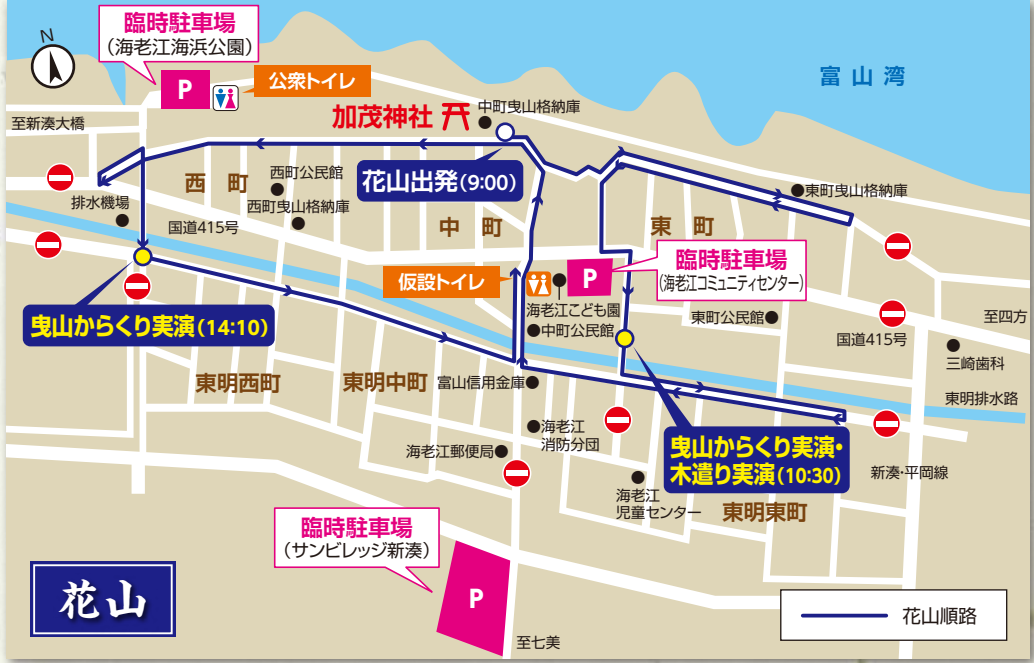 臨時駐車場
(海老江海浜公園)
N
P
公衆トイレ
富山湾
至新湊大橋
加茂神社
中町曳山格納庫
花山出発(9:00)
西町
西町公民館
西町曳山格納庫
排水機場
国道415号
中町
東町
東町曳山格納庫
臨時駐車場
(海老江コミュニティセンター)
P
仮設トイレ
海老江こども園
中町公民館
東町公民館
国道415号
至四方
三崎歯科
東明排水路
曳山からくり実演(14:10)
東明西町
東明中町
富山信用金庫
海老江
消防分団
海老江郵便局
曳山からくり実演・
木遣り実演(10:30)
新湊・平岡線
海老江
児童センター
東明東町
臨時駐車場
(サンビレッジ新湊)
P
至七美
花山
花山順路